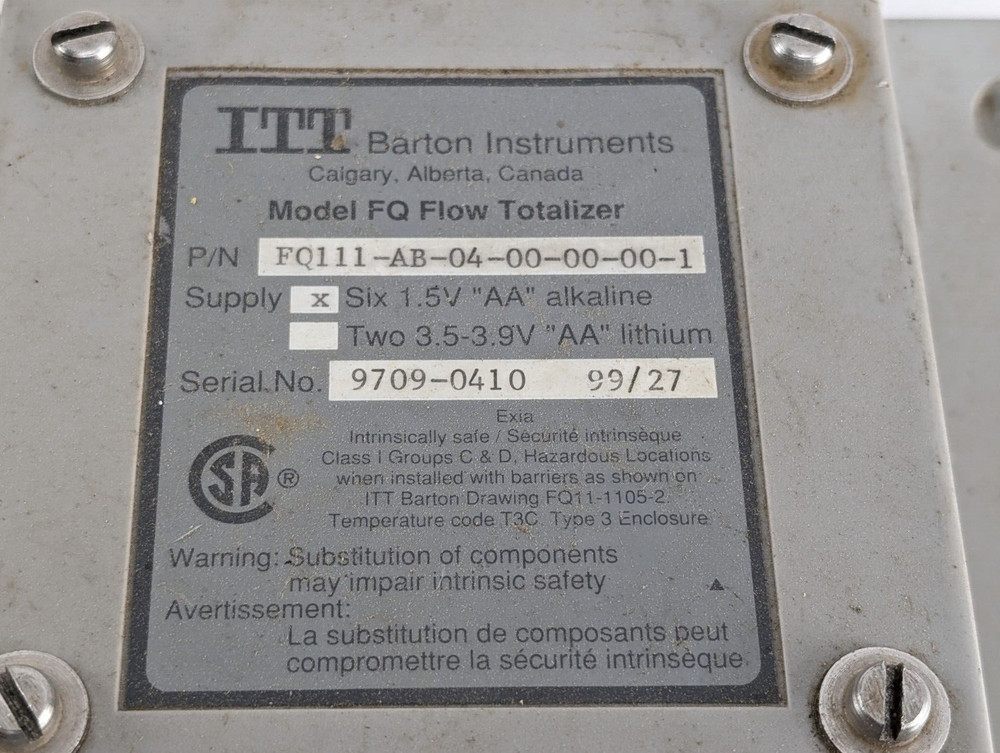 ITT Barton Instruments
Calgary, Alberta, Canada
Model FQ Flow Totalizer
P/N FQ111-AB-04-00-00-00-1
Supply x Six 1.5V "AA" alkaline
Two 3.5-3.9V "AA" lithium
Serial No. 9709-0410 99/27
Exia
Intrinsically safe / Sécurité intrinsèque
Class I Groups C & D, Hazardous Locations
when installed with barriers as shown on
ITT Barton Drawing FQ11-1105-2.
Temperature code T3C Type 3 Enclosure
CSA ®
Warning: Substitution of components
may impair intrinsic safety
Avertissement:
La substitution de composants peut
compromettre la sécurité intrinsèque